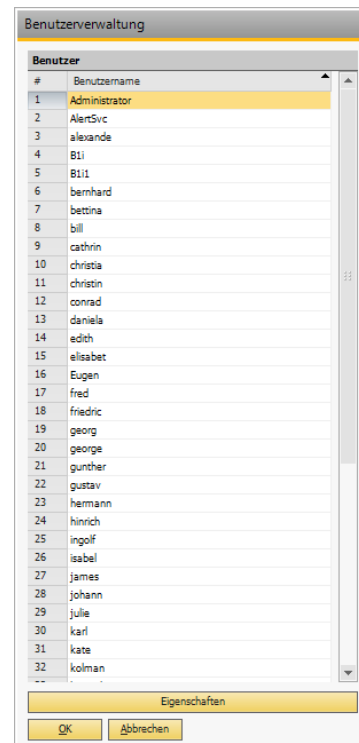 Benutzerverwaltung
Benutzer
# Benutzername
1 Administrator
2 AlertSvc
3 alexande
4 B1i
5 B1i1
6 bernhard
7 bettina
8 bill
9 cathrin
10 christia
11 christin
12 conrad
13 daniela
14 edith
15 elisabet
16 Eugen
17 fred
18 friedric
19 georg
20 george
21 gunther
22 gustav
23 hermann
24 hinrich
25 ingolf
26 isabel
27 james
28 johann
29 julie
30 karl
31 kate
32 kolman
Eigenschaften
OK Abbrechen